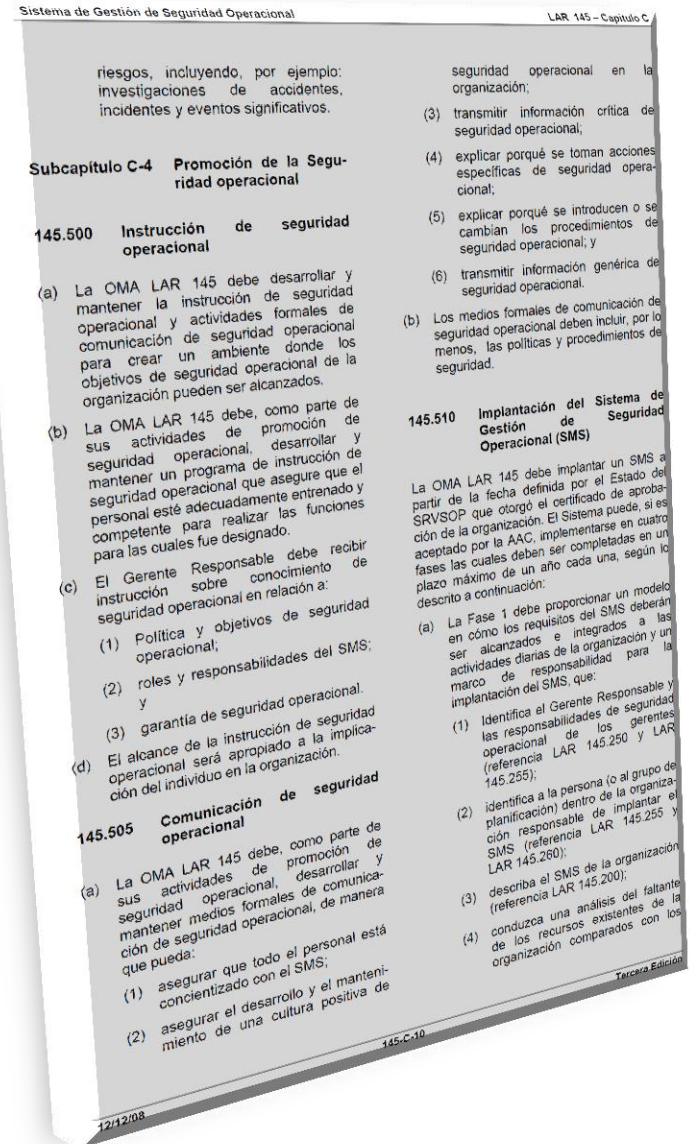 Sistema de Gestión de Seguridad Operacional
LAR 145 – Capítulo C
riesgos, incluyendo, por ejemplo:
investigaciones de accidentes,
incidentes y eventos significativos.
Subcapítulo C-4 Promoción de la Segu-
ridad operacional
145.500 Instrucción de seguridad
operacional
(a) La OMA LAR 145 debe desarrollar y
mantener la instrucción de seguridad
operacional y actividades formales de
comunicación de seguridad operacional
para crear un ambiente donde los
objetivos de seguridad operacional de la
organización pueden ser alcanzados.
(b) La OMA LAR 145 debe, como parte de
sus actividades de promoción de
seguridad operacional, desarrollar y
mantener un programa de instrucción de
seguridad operacional que asegure que el
personal esté adecuadamente entrenado y
competente para realizar las funciones
para las cuales fue designado.
(c) El Gerente Responsable debe recibir
instrucción sobre conocimiento de
seguridad operacional en relación a:
(1) Política y objetivos de seguridad
operacional;
(2) roles y responsabilidades del SMS;
y
(3) garantía de seguridad operacional.
(d) El alcance de la instrucción de seguridad
operacional será apropiado a la implica-
ción del individuo en la organización.
145.505 Comunicación de seguridad
operacional
(a) La OMA LAR 145 debe, como parte de
sus actividades de promoción de
seguridad operacional, desarrollar y
mantener medios formales de comunica-
ción de seguridad operacional, de manera
que pueda:
(1) asegurar que todo el personal está
concientizado con el SMS;
(2) asegurar el desarrollo y el manteni-
miento de una cultura positiva de
seguridad operacional en la
organización;
(3) transmitir información crítica de
seguridad operacional;
(4) explicar porqué se toman acciones
específicas de seguridad opera-
cional;
(5) explicar porqué se introducen o se
cambian los procedimientos de
seguridad operacional; y
(6) transmitir información genérica de
seguridad operacional.
(b) Los medios formales de comunicación de
seguridad operacional deben incluir, por lo
menos, las políticas y procedimientos de
seguridad.
145.510 Implantación del Sistema de
Gestión de Seguridad
Operacional (SMS)
La OMA LAR 145 debe implantar un SMS a
partir de la fecha definida por el Estado del
SRVSOP que otorgó el certificado de aproba-
ción de la organización. El Sistema puede, si es
aceptado por la AAC, implementarse en cuatro
fases las cuales deben ser completadas en un
plazo máximo de un año cada una, según lo
descrito a continuación:
(a) La Fase 1 debe proporcionar un modelo
en cómo los requisitos del SMS deberán
ser alcanzados e integrados a las
actividades diarias de la organización y un
marco de responsabilidad para la
implantación del SMS, que:
(1) Identifica el Gerente Responsable y
las responsabilidades de seguridad
operacional de los gerentes
(referencia LAR 145.250 y LAR
145.255);
(2) identifica a la persona (o al grupo de
planificación) dentro de la organiza-
ción responsable de implantar el
SMS (referencia LAR 145.255 y
LAR 145.260);
(3) describa el SMS de la organización
(referencia LAR 145.200);
(4) conduzca una análisis del faltante
de los recursos existentes de la
organización comparados con los
12/12/08
145-C-10
Tercera Edición